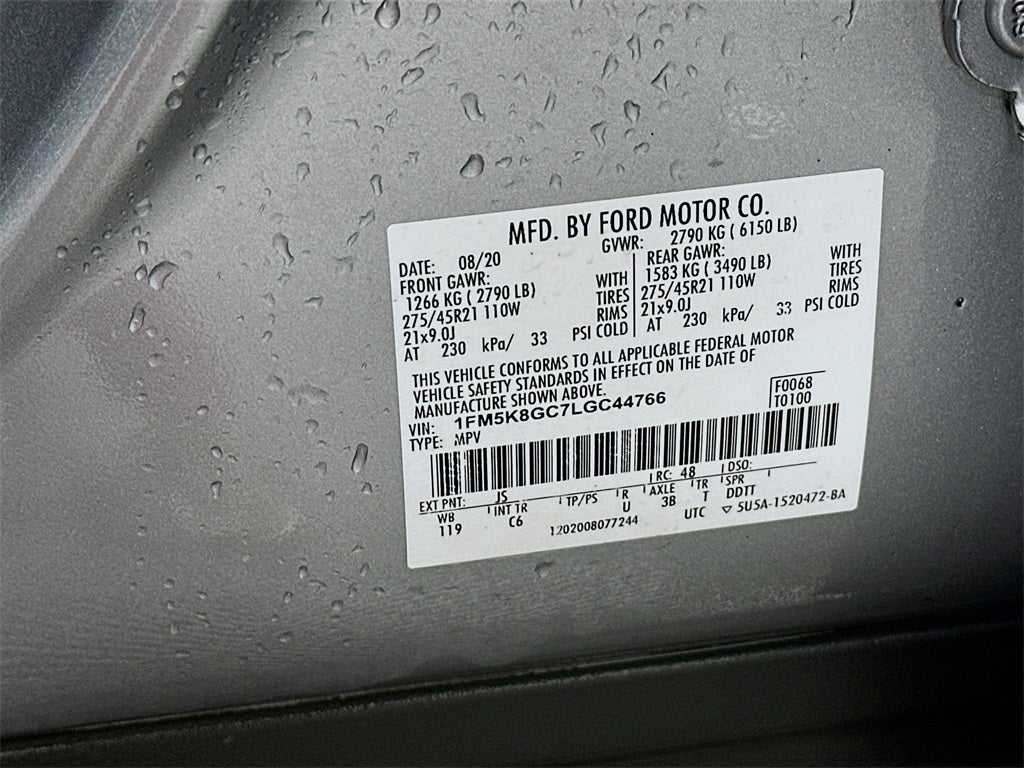 MFD. BY FORD MOTOR CO.
DATE: 08/20 GVWR: 2790 KG ( 6150 LB)
FRONT GAWR: WITH REAR GAWR: WITH
1266 KG ( 2790 LB) TIRES 1583 KG ( 3490 LB) TIRES
275/45R21 110W RIMS 275/45R21 110W RIMS
21x9.0J PSI COLD 21x9.0J PSI COLD
AT 230 kPa/ 33 AT 230 kPa/ 33
THIS VEHICLE CONFORMS TO ALL APPLICABLE FEDERAL MOTOR
VEHICLE SAFETY STANDARDS IN EFFECT ON THE DATE OF
MANUFACTURE SHOWN ABOVE.
VIN: 1FM5K8GC7LGC44766 F0068
TYPE: MPV T0100
EXT PNT: JS RC: 48 DSO:
WB INT TR TP/PS R AXLE TR SPR
119 C6 U 3B T DDTT
1202008077244 UTC ▽ 5U5A-1520472-BA